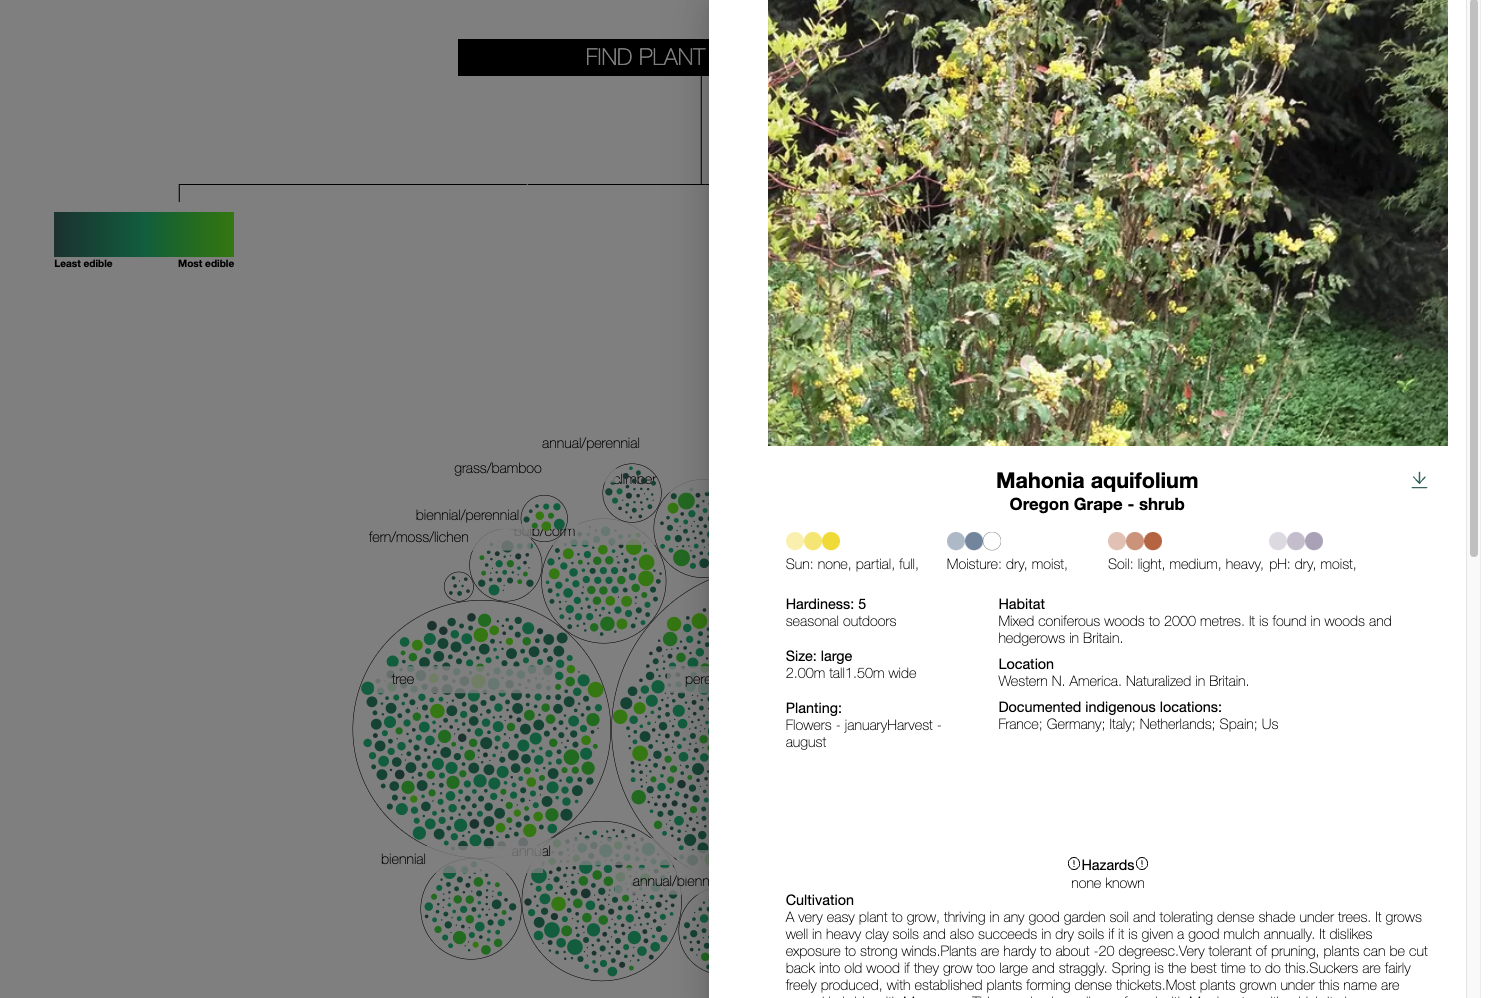 FIND PLANT
Least edible
Most edible
annual/perennial
grass/bamboo
climber
biennial/perennial
bulb/corm
fern/moss/lichen
tree
pere
biennial
annual
annual/bienn
Mahonia aquifolium
Oregon Grape - shrub
Sun: none, partial, full,
Moisture: dry, moist,
Soil: light, medium, heavy,
pH: dry, moist,
Hardiness: 5
seasonal outdoors
Size: large
2.00m tall1.50m wide
Planting:
Flowers - januaryHarvest -
august
Habitat
Mixed coniferous woods to 2000 metres. It is found in woods and
hedgerows in Britain.
Location
Western N. America. Naturalized in Britain.
Documented indigenous locations:
France; Germany; Italy; Netherlands; Spain; Us
Hazards
none known
Cultivation
A very easy plant to grow, thriving in any good garden soil and tolerating dense shade under trees. It grows
well in heavy clay soils and also succeeds in dry soils if it is given a good mulch annually. It dislikes
exposure to strong winds.Plants are hardy to about -20 degreesc.Very tolerant of pruning, plants can be cut
back into old wood if they grow too large and straggly. Spring is the best time to do this.Suckers are fairly
freely produced, with established plants forming dense thickets.Most plants grown under this name are